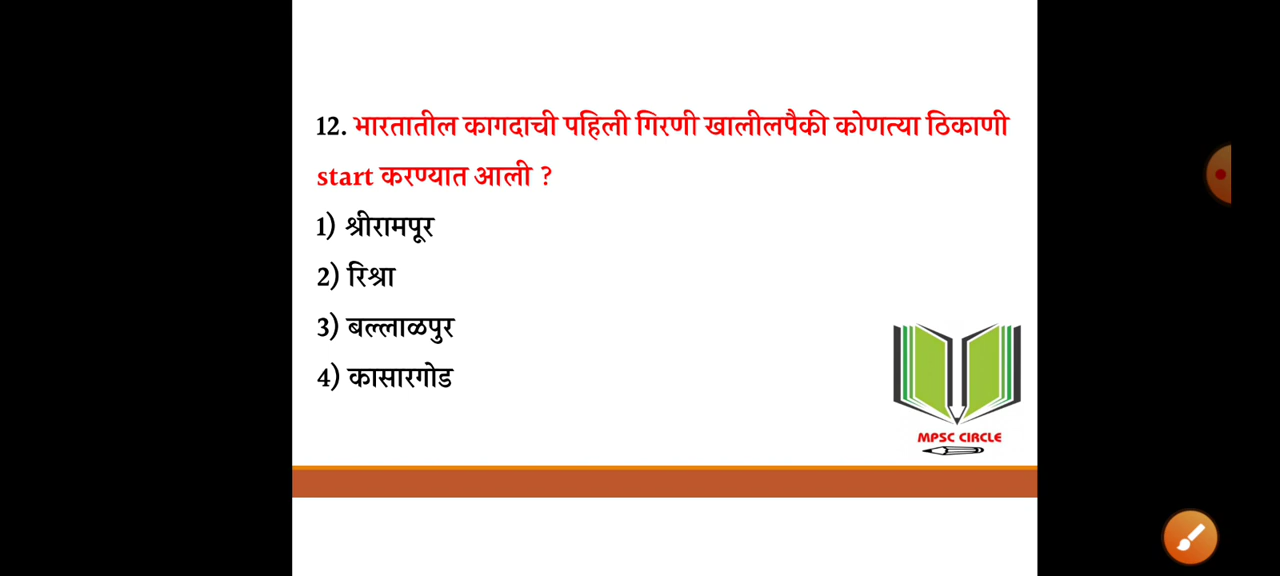 12. भारतातील कागदाची पहिली गिरणी खालीलपैकी कोणत्या ठिकाणी
start करण्यात आली ?
1) श्रीरामपूर
2) रिश्रा
3) बल्लाळपुर
4) कासारगोड
MPSC CIRCLE